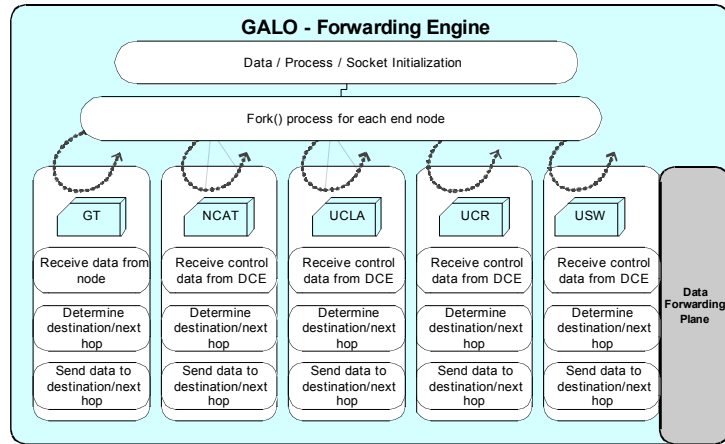 GALO - Forwarding Engine
Data / Process / Socket Initialization
Fork() process for each end node
GT
Receive data from
node
Determine
destination/next
hop
Send data to
destination/next
hop
NCAT
Receive control
data from DCE
Determine
destination/next
hop
Send data to
destination/next
hop
UCLA
Receive control
data from DCE
Determine
destination/next
hop
Send data to
destination/next
hop
UCR
Receive control
data from DCE
Determine
destination/next
hop
Send data to
destination/next
hop
USW
Receive control
data from DCE
Determine
destination/next
hop
Send data to
destination/next
hop
Data
Forwarding
Plane